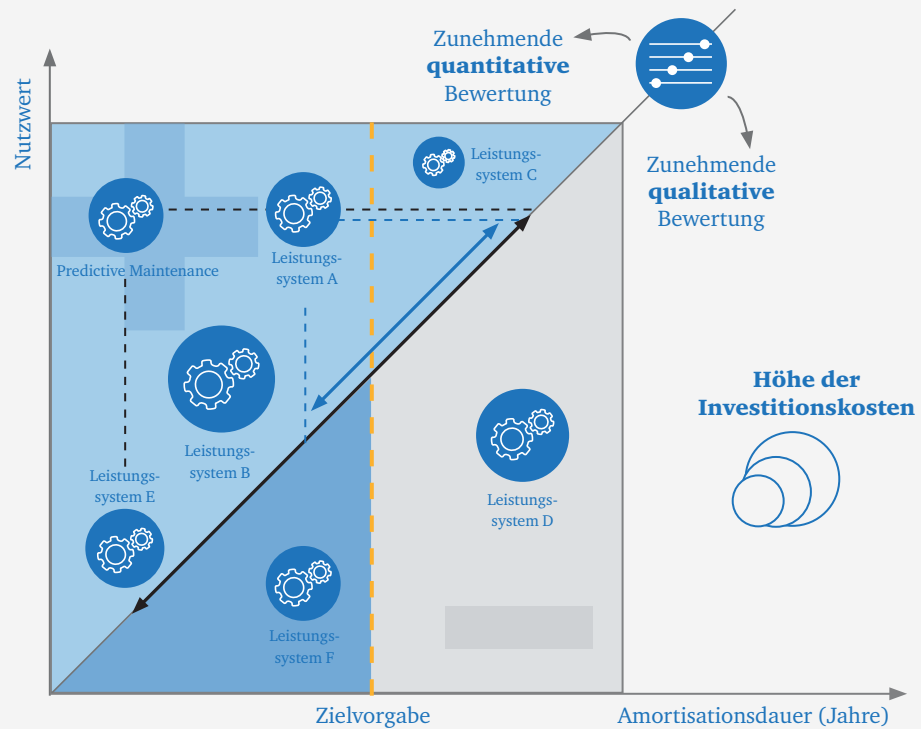 Zunehmende
quantitative
Bewertung
Nutzwert
Zunehmende
qualitative
Bewertung
Leistungs-
system C
Predictive Maintenance
Leistungs-
system A
Höhe der
Investitionskosten
Leistungs-
system B
Leistungs-
system E
Leistungs-
system D
Leistungs-
system F
Zielvorgabe
Amortisationsdauer (Jahre)